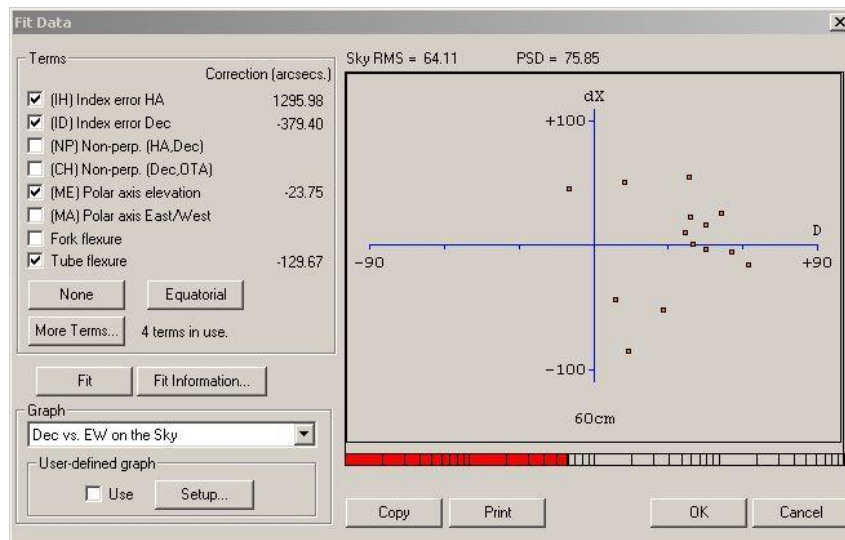 Fit Data
Terms
Correction (arcsecs.)
(IH) Index error HA 1295.98
(ID) Index error Dec -379.40
(NP) Non-perp. (HA,Dec)
(CH) Non-perp. (Dec,OTA)
(ME) Polar axis elevation -23.75
(MA) Polar axis East/West
Fork flexure
Tube flexure -129.67
None
Equatorial
More Terms...
4 terms in use.
Fit
Fit Information...
Graph
Dec vs. EW on the Sky
User-defined graph
Use
Setup...
Sky RMS = 64.11 PSD = 75.85
dX
+100
D
-90
+90
-100
60cm
Copy
Print
OK
Cancel